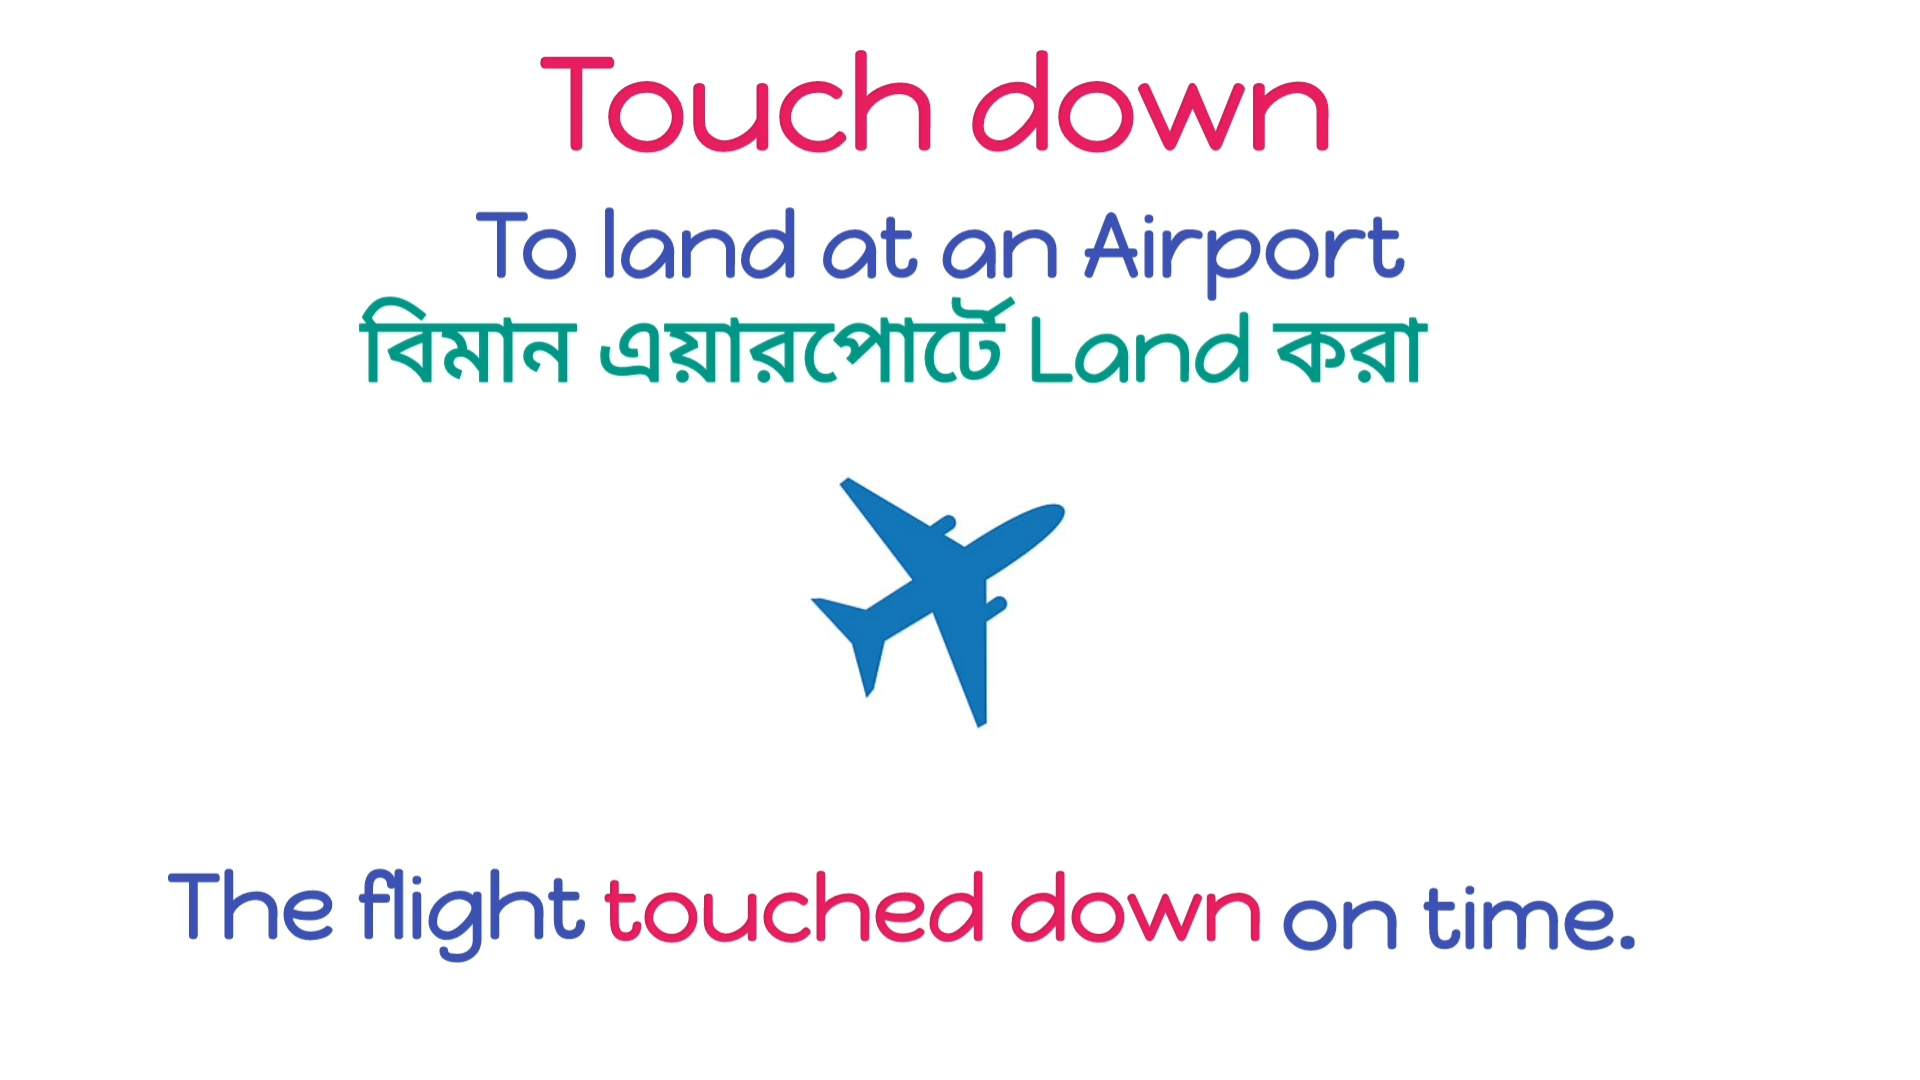 Touch down
To land at an Airport
বিমান এয়ারপোর্টে Land করা
The flight touched down on time.